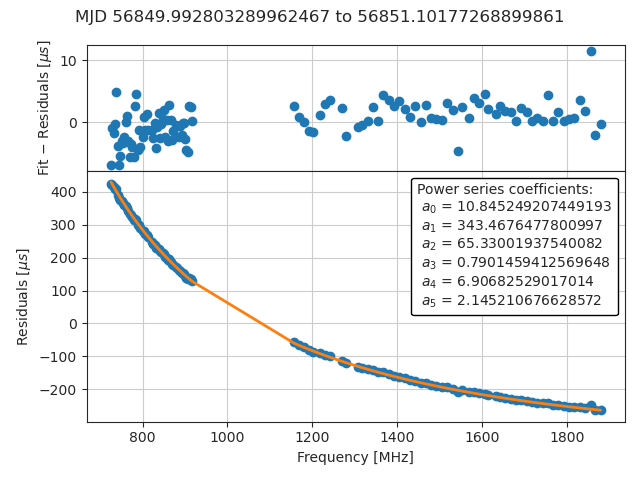 MJD 56849.992803289962467 to 56851.10177268899861
Fit − Residuals [μs]
10
0
Residuals [μs]
400
300
200
100
0
−100
−200
Power series coefficients:
a0 = 10.845249207449193
a1 = 343.4676477800997
a2 = 65.33001937540082
a3 = 0.7901459412569648
a4 = 6.90682529017014
a5 = 2.145210676628572
800 1000 1200 1400 1600 1800
Frequency [MHz]